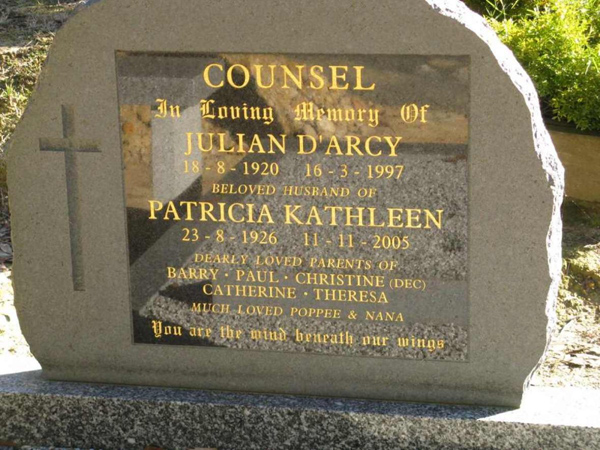 COUNSEL
In Loving Memory Of
JULIAN D'ARCY
18 - 8 - 1920 16 - 3 - 1997
BELOVED HUSBAND OF
PATRICIA KATHLEEN
23 - 8 - 1926 11 - 11 - 2005
DEARLY LOVED PARENTS OF
BARRY · PAUL · CHRISTINE (DEC)
CATHERINE · THERESA
MUCH LOVED POPPEE & NANA
You are the wind beneath our wings